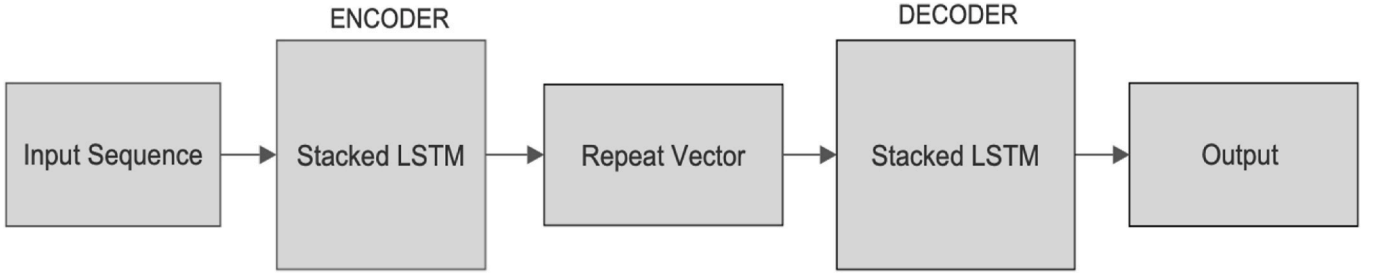 ENCODER
DECODER
Input Sequence
Stacked LSTM
Repeat Vector
Stacked LSTM
Output